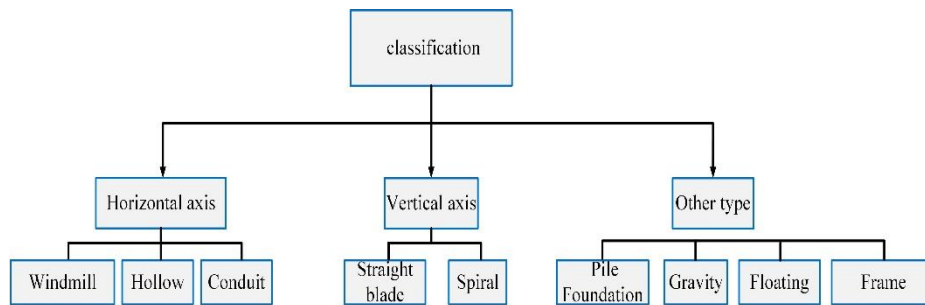 classification
Horizontal axis
Vertical axis
Other type
Windmill
Hollow
Conduit
Straight
blade
Spiral
Pile
Foundation
Gravity
Floating
Frame